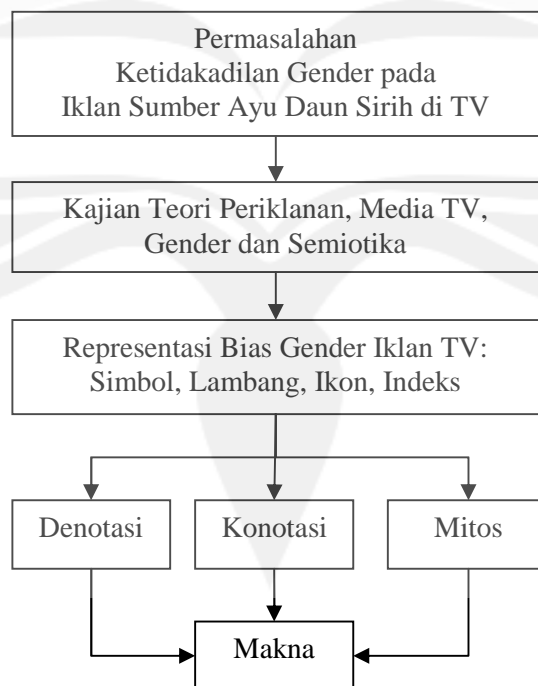 Permasalahan
Ketidakadilan Gender pada
Iklan Sumber Ayu Daun Sirih di TV
Kajian Teori Periklanan, Media TV,
Gender dan Semiotika
Representasi Bias Gender Iklan TV:
Simbol, Lambang, Ikon, Indeks
Denotasi
Konotasi
Mitos
Makna